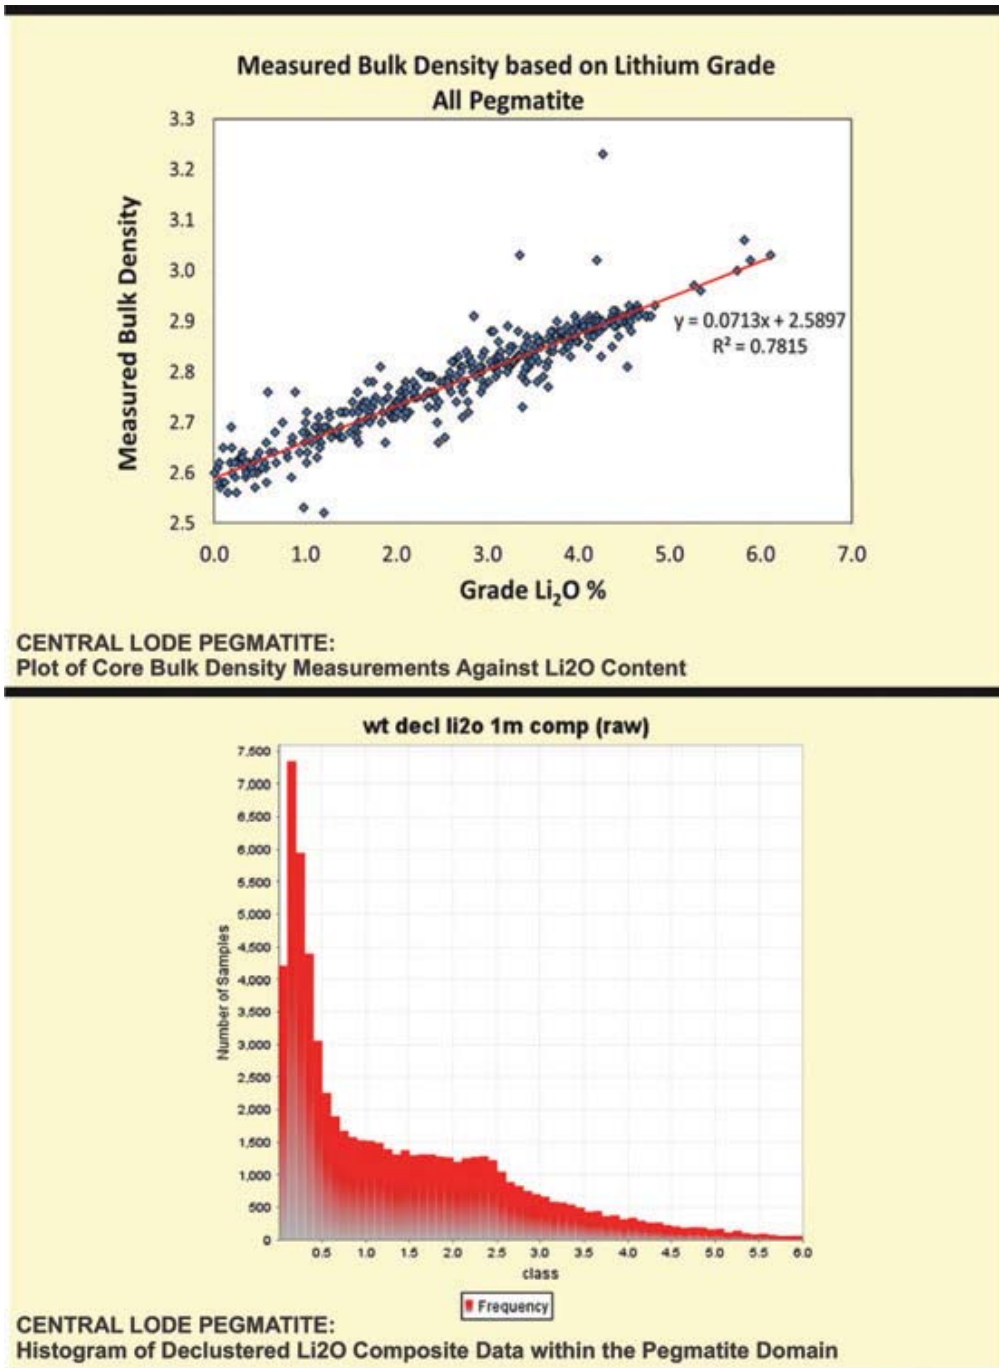 Measured Bulk Density based on Lithium Grade
All Pegmatite
Measured Bulk Density
3.3
3.2
3.1
3.0
2.9
2.8
2.7
2.6
2.5
y = 0.0713x + 2.5897
R² = 0.7815
0.0 1.0 2.0 3.0 4.0 5.0 6.0 7.0
Grade Li₂O %
CENTRAL LODE PEGMATITE:
Plot of Core Bulk Density Measurements Against Li2O Content
wt decl li2o 1m comp (raw)
Number of Samples
7,500
7,000
6,500
6,000
5,500
5,000
4,500
4,000
3,500
3,000
2,500
2,000
1,500
1,000
500
0
0.5 1.0 1.5 2.0 2.5 3.0 3.5 4.0 4.5 5.0 5.5 6.0
class
Frequency
CENTRAL LODE PEGMATITE:
Histogram of Declustered Li2O Composite Data within the Pegmatite Domain